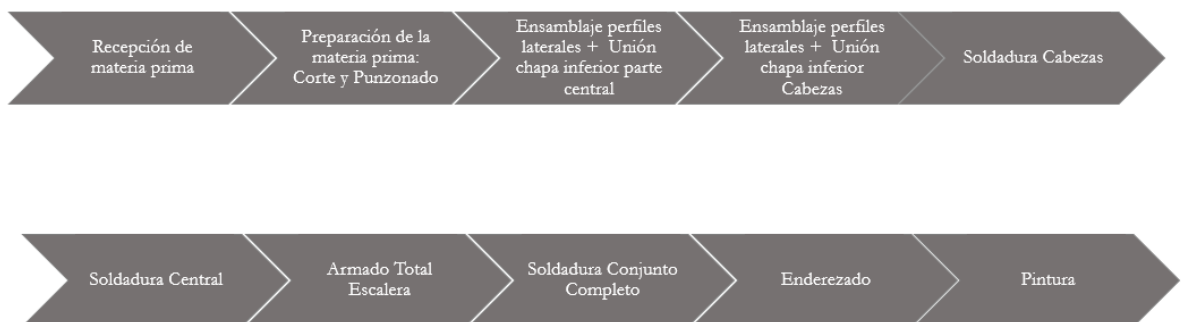 Recepción de
materia prima
Preparación de la
materia prima:
Corte y Punzonado
Ensamblaje perfiles
laterales + Unión
chapa inferior parte
central
Ensamblaje perfiles
laterales + Unión
chapa inferior
Cabezas
Soldadura Cabezas
Soldadura Central
Armado Total
Escalera
Soldadura Conjunto
Completo
Enderezado
Pintura